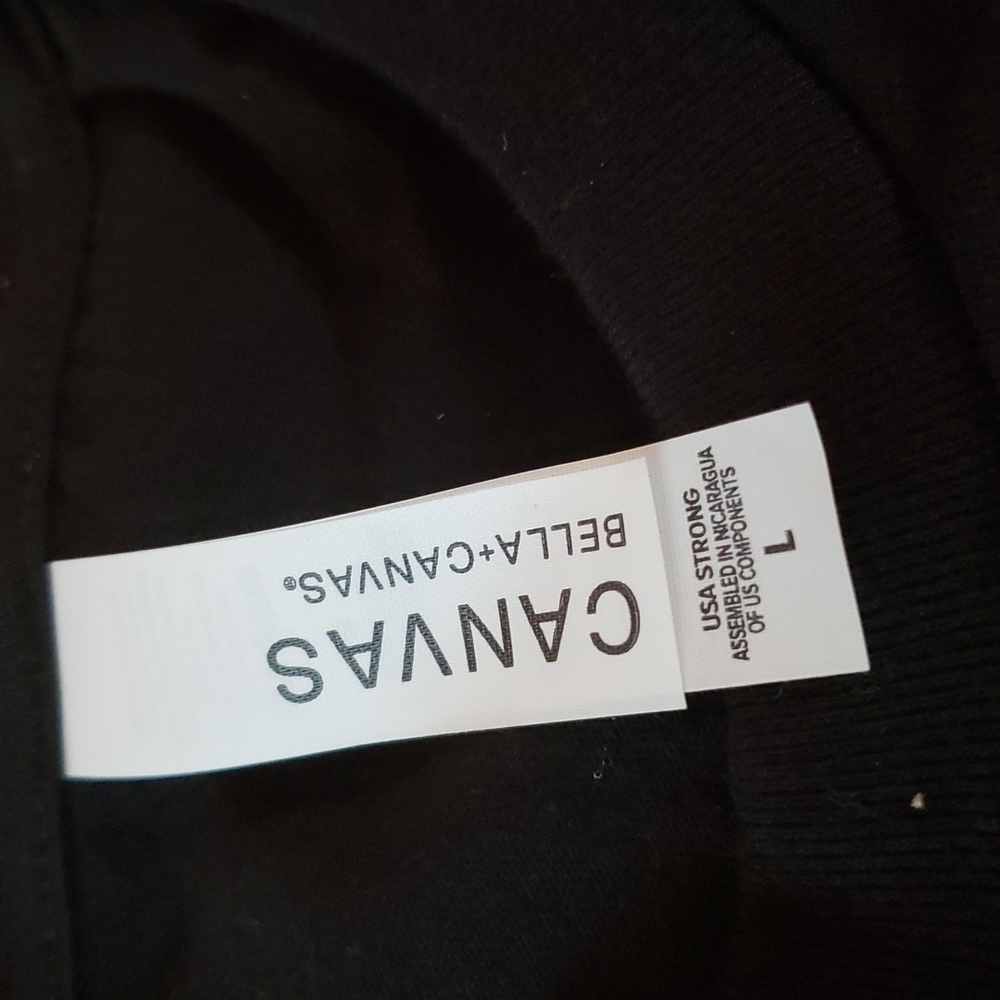 CANVAS
BELLA+CANVAS®
USA STRONG
ASSEMBLED IN NICARAGUA
OF US COMPONENTS
L